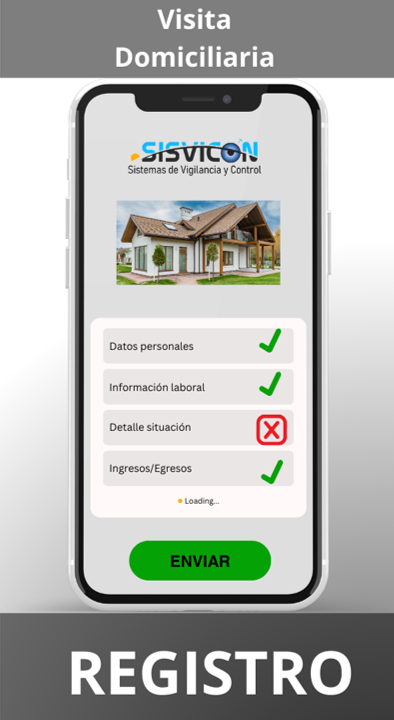 Visita
Domiciliaria
SISVICON
Sistemas de Vigilancia y Control
Datos personales
Información laboral
Detalle situación
Ingresos/Egresos
Loading...
ENVIAR
REGISTRO